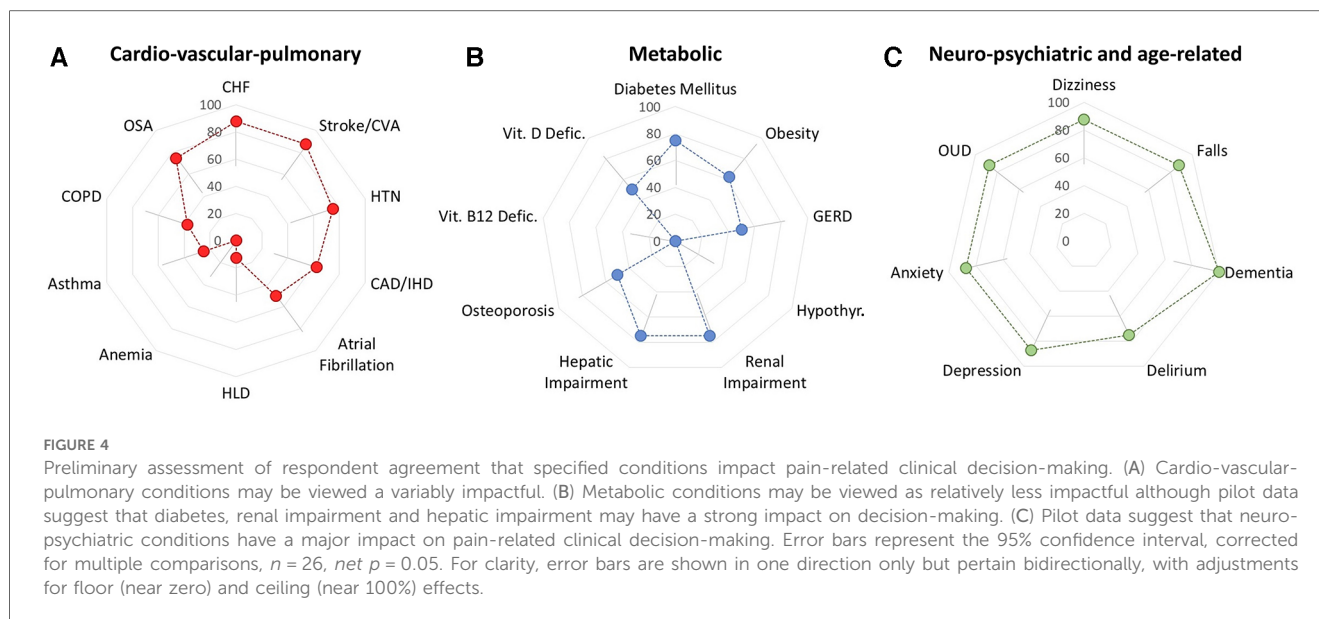 A Cardio-vascular-pulmonary
CHF
Stroke/CVA
HTN
CAD/IHD
Atrial
Fibrillation
HLD
Anemia
Asthma
COPD
OSA
100
80
60
40
20
0
B Metabolic
Diabetes Mellitus
Obesity
GERD
Hypothyr.
Renal
Impairment
Hepatic
Impairment
Osteoporosis
Vit. B12 Defic.
Vit. D Defic.
100
80
60
40
20
0
C Neuro-psychiatric and age-related
Dizziness
Falls
Dementia
Delirium
Depression
Anxiety
OUD
100
80
60
40
20
0
FIGURE 4
Preliminary assessment of respondent agreement that specified conditions impact pain-related clinical decision-making. (A) Cardio-vascular-
pulmonary conditions may be viewed a variably impactful. (B) Metabolic conditions may be viewed as relatively less impactful although pilot data
suggest that diabetes, renal impairment and hepatic impairment may have a strong impact on decision-making. (C) Pilot data suggest that neuro-
psychiatric conditions have a major impact on pain-related clinical decision-making. Error bars represent the 95% confidence interval, corrected
for multiple comparisons, n = 26, net p = 0.05. For clarity, error bars are shown in one direction only but pertain bidirectionally, with adjustments
for floor (near zero) and ceiling (near 100%) effects.